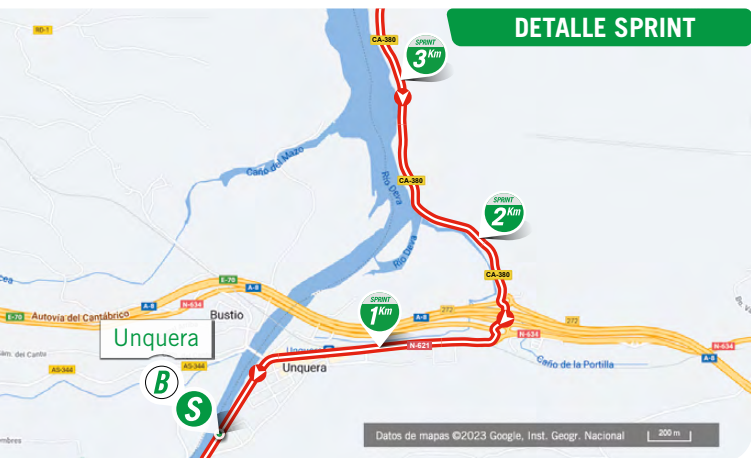 DETALLE SPRINT
RD-1
CA-380
SPRINT
3Km
Caño del Mazo
CA-380
Río Deva
SPRINT
2Km
Río Deva
CA-380
E-70
A-8
SPRINT
1Km
272
A-8
E-70
Autovía del Cantábrico
A-8
N-634
Bustio
272
N-634
N-634
A-8
Unquera
N-621
Caño de la Portilla
AS-344
AS-344
Unquera
B
S
Datos de mapas ©2023 Google, Inst. Geogr. Nacional
200 m